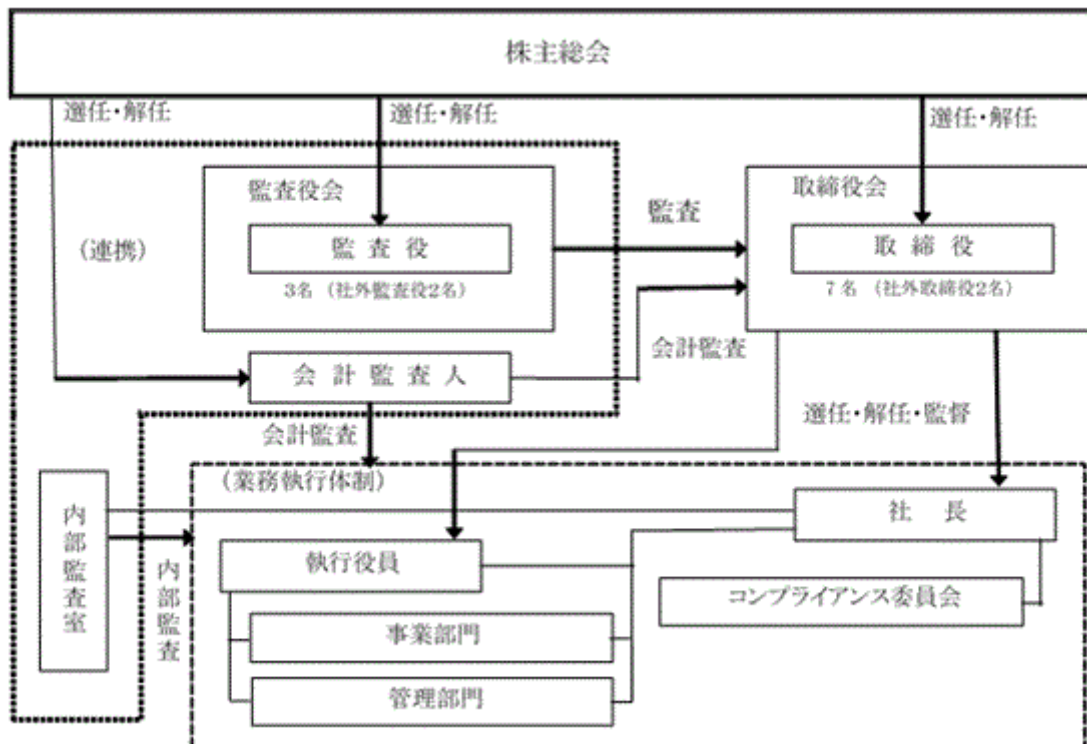 株主総会
選任・解任
選任・解任
選任・解任
監査役会
取締役会
監査
(連携)
監査役
取締役
3名 (社外監査役2名)
7名 (社外取締役2名)
会計監査
会計監査人
選任・解任・監督
会計監査
(業務執行体制)
内部監査室
社長
執行役員
内部監査
コンプライアンス委員会
事業部門
管理部門